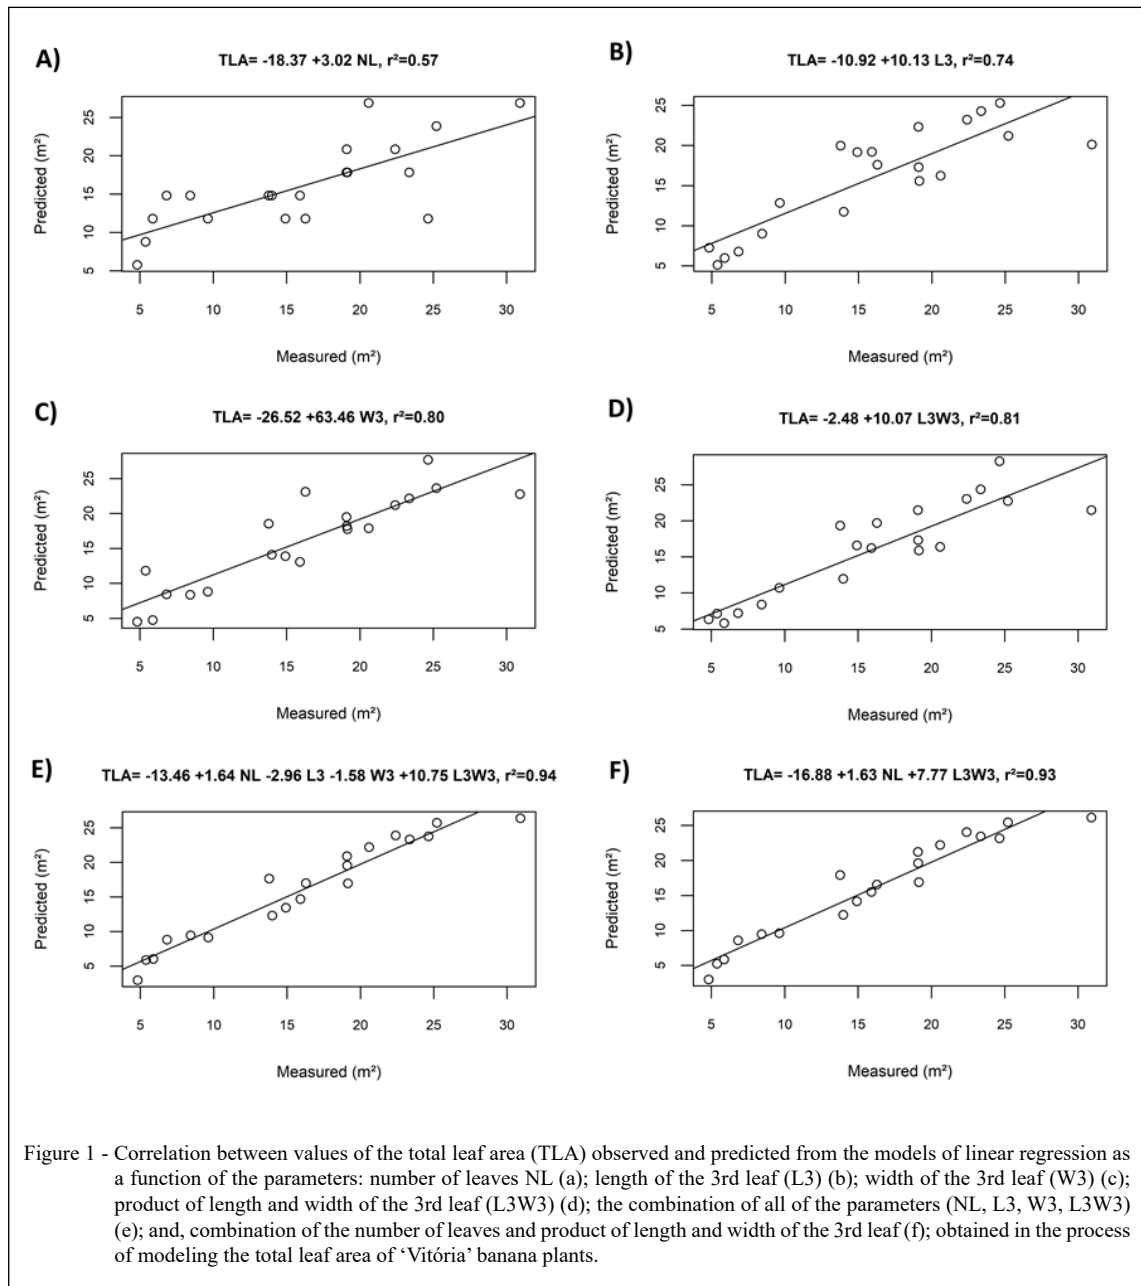 A)
TLA= -18.37 +3.02 NL, r²=0.57
Predicted (m²)
25
20
15
10
5
5 10 15 20 25 30
Measured (m²)
B)
TLA= -10.92 +10.13 L3, r²=0.74
Predicted (m²)
25
20
15
10
5
5 10 15 20 25 30
Measured (m²)
C)
TLA= -26.52 +63.46 W3, r²=0.80
Predicted (m²)
25
20
15
10
5
5 10 15 20 25 30
Measured (m²)
D)
TLA= -2.48 +10.07 L3W3, r²=0.81
Predicted (m²)
25
20
15
10
5
5 10 15 20 25 30
Measured (m²)
E)
TLA= -13.46 +1.64 NL -2.96 L3 -1.58 W3 +10.75 L3W3, r²=0.94
Predicted (m²)
25
20
15
10
5
5 10 15 20 25 30
Measured (m²)
F)
TLA= -16.88 +1.63 NL +7.77 L3W3, r²=0.93
Predicted (m²)
25
20
15
10
5
5 10 15 20 25 30
Measured (m²)
Figure 1 - Correlation between values of the total leaf area (TLA) observed and predicted from the models of linear regression as
a function of the parameters: number of leaves NL (a); length of the 3rd leaf (L3) (b); width of the 3rd leaf (W3) (c);
product of length and width of the 3rd leaf (L3W3) (d); the combination of all of the parameters (NL, L3, W3, L3W3)
(e); and, combination of the number of leaves and product of length and width of the 3rd leaf (f); obtained in the process
of modeling the total leaf area of ‘Vitória’ banana plants.